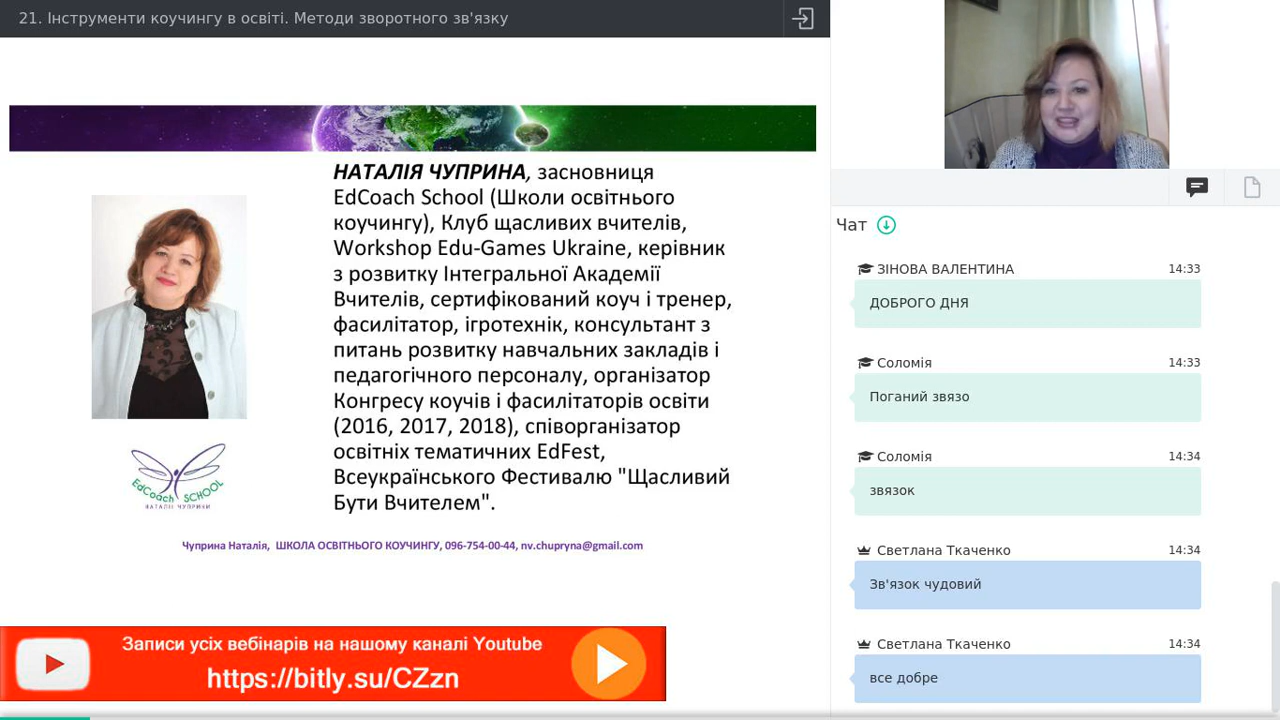 21. Інструменти коучингу в освіті. Методи зворотного зв'язку
НАТАЛІЯ ЧУПРИНА, засновниця
EdCoach School (Школи освітнього
коучингу), Клуб щасливих вчителів,
Workshop Edu-Games Ukraine, керівник
з розвитку Інтегральної Академії
Вчителів, сертифікований коуч і тренер,
фасилітатор, ігротехнік, консультант з
питань розвитку навчальних закладів і
педагогічного персоналу, організатор
Конгресу коучів і фасилітаторів освіти
(2016, 2017, 2018), співорганізатор
освітніх тематичних EdFest,
Всеукраїнського Фестивалю "Щасливий
Бути Вчителем".
EdCoach SCHOOL
НАТАЛІЇ ЧУПРИНИ
Чуприна Наталія, ШКОЛА ОСВІТНЬОГО КОУЧИНГУ, 096-754-00-44, nv.chupryna@gmail.com
Записи усіх вебінарів на нашому каналі Youtube
https://bitly.su/CZzn
Чат
ЗІНОВА ВАЛЕНТИНА 14:33
ДОБРОГО ДНЯ
Соломія 14:33
Поганий звязо
Соломія 14:34
звязок
Светлана Ткаченко 14:34
Зв'язок чудовий
Светлана Ткаченко 14:34
все добре